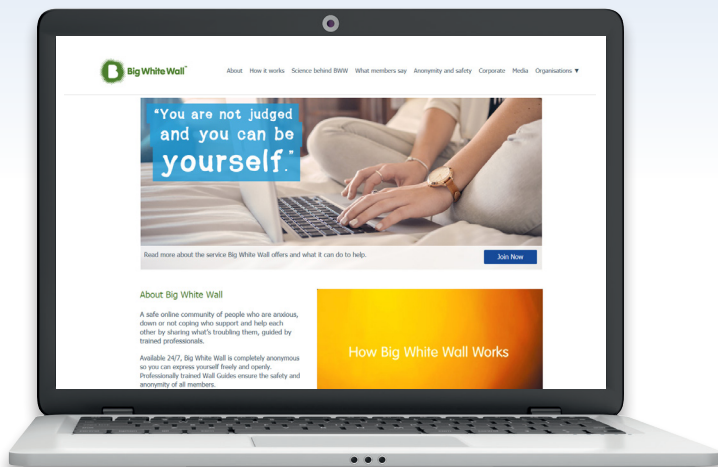 Big White Wall
About How it works Science behind BWW What members say Anonymity and safety Corporate Media Organisations ▼
"You are not judged
and you can be
yourself."
Read more about the service Big White Wall offers and what it can do to help.
Join Now
About Big White Wall
A safe online community of people who are anxious,
down or not coping who support and help each
other by sharing what's troubling them, guided by
trained professionals.
Available 24/7, Big White Wall is completely anonymous
so you can express yourself freely and openly.
Professionally trained Wall Guides ensure the safety and
anonymity of all members.
How Big White Wall Works